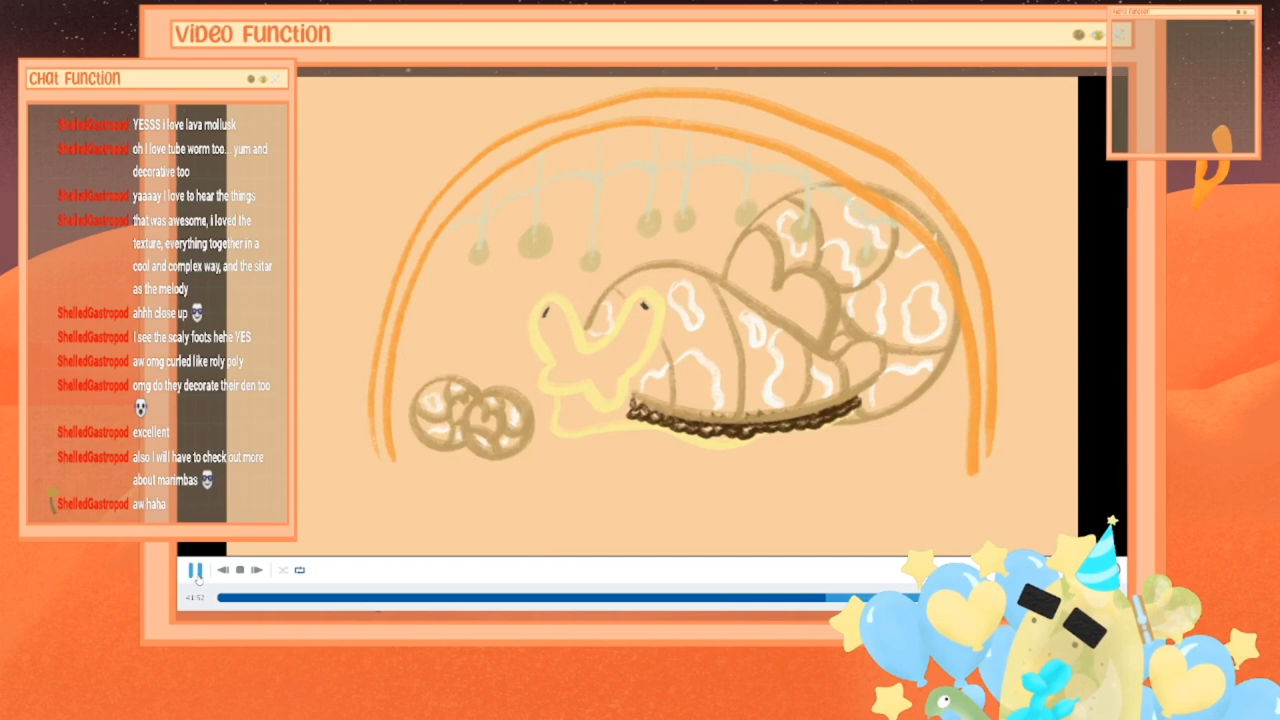 Video Function
Chat Function
ShelledGastropod YESSS i love lava mollusk
ShelledGastropod oh I love tube worm too... yum and
decorative too
ShelledGastropod yaaaay I love to hear the things
ShelledGastropod that was awesome, i loved the
texture, everything together in a
cool and complex way, and the sitar
as the melody
ShelledGastropod ahhh close up
ShelledGastropod I see the scaly foots hehe YES
ShelledGastropod aw omg curled like roly poly
ShelledGastropod omg do they decorate their den too
ShelledGastropod excellent
ShelledGastropod also I will have to check out more
about marimbas
ShelledGastropod aw haha
41:52